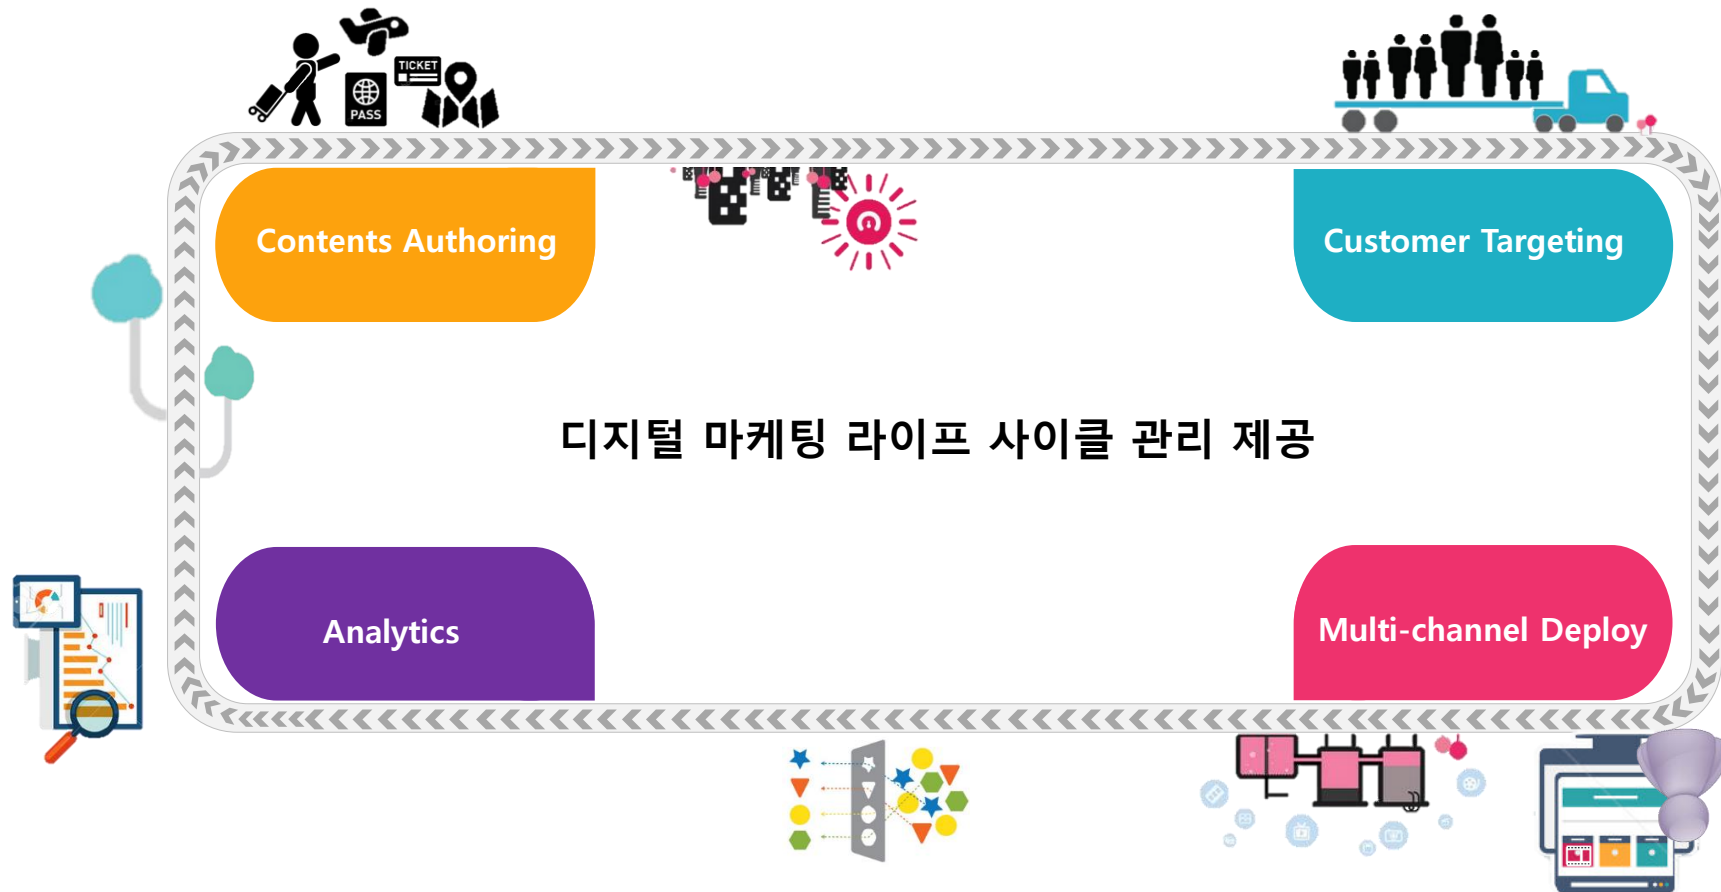 TICKET
PASS
Contents Authoring
Customer Targeting
디지털 마케팅 라이프 사이클 관리 제공
Analytics
Multi-channel Deploy